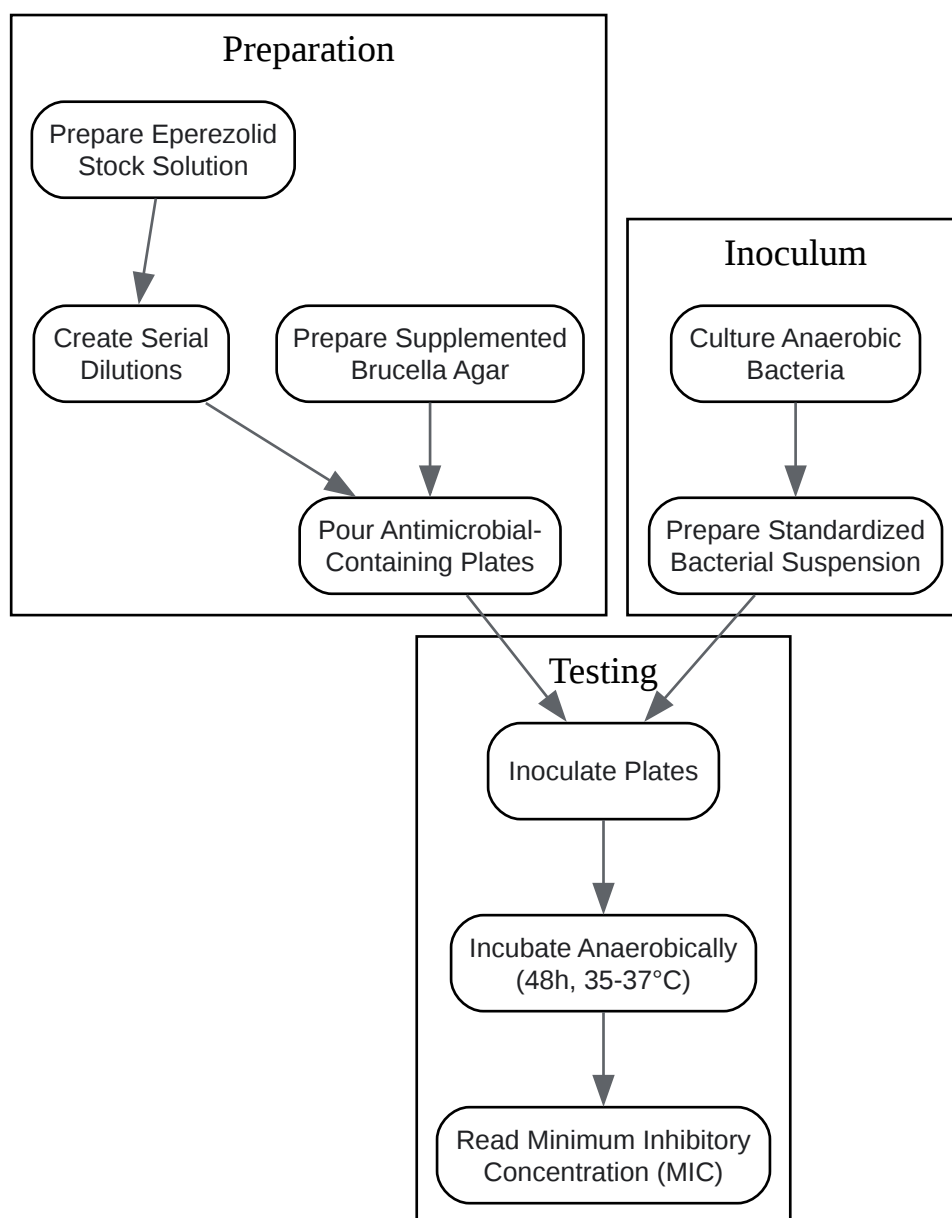 Preparation
Prepare Eperezolid
Stock Solution
Create Serial
Dilutions
Prepare Supplemented
Brucella Agar
Pour Antimicrobial-
Containing Plates
Inoculum
Culture Anaerobic
Bacteria
Prepare Standardized
Bacterial Suspension
Testing
Inoculate Plates
Incubate Anaerobically
(48h, 35-37°C)
Read Minimum Inhibitory
Concentration (MIC)